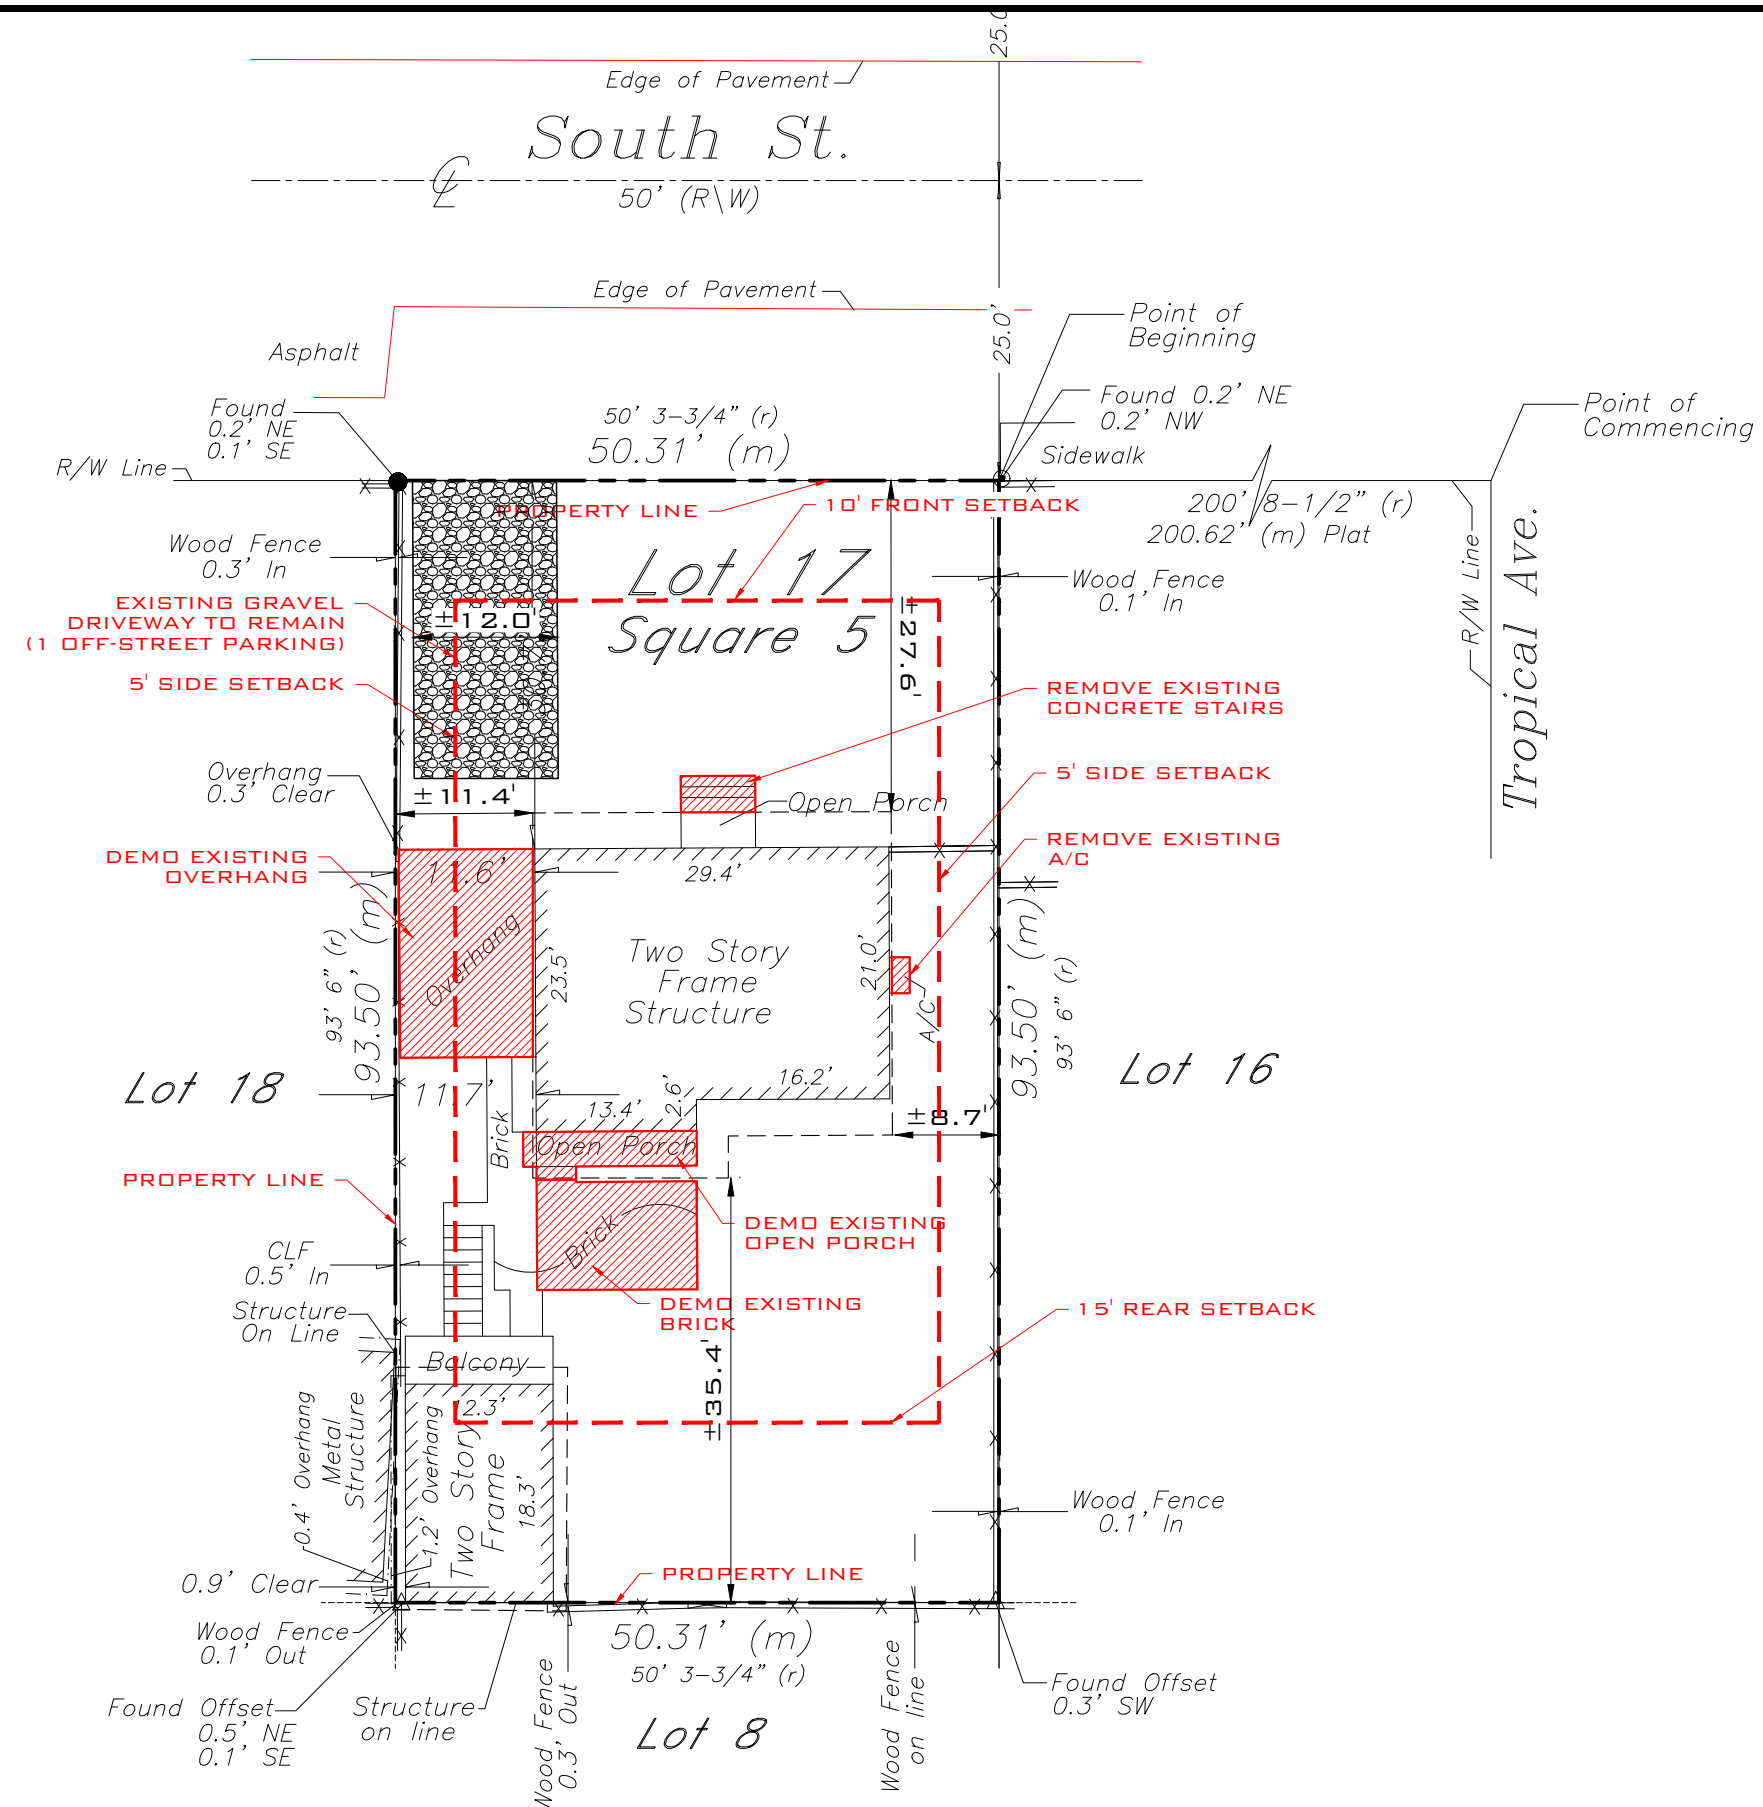 25.0
Edge of Pavement
South St.
50' (R\W)
Edge of Pavement
25.0'
Point of
Beginning
Asphalt
Found
0.2' NE
0.1' SE
50' 3-3/4" (r)
50.31' (m)
Found 0.2' NE
0.2' NW
Point of
Commencing
R/W Line
Sidewalk
200' 8-1/2" (r)
200.62' (m) Plat
PROPERTY LINE
10' FRONT SETBACK
Wood Fence
0.3' In
Lot 17
Square 5
Wood Fence
0.1' In
R/W Line
Tropical Ave.
EXISTING GRAVEL
DRIVEWAY TO REMAIN
(1 OFF-STREET PARKING)
±12.0'
±27.6'
5' SIDE SETBACK
REMOVE EXISTING
CONCRETE STAIRS
Overhang
0.3' Clear
±11.4'
Open Porch
5' SIDE SETBACK
DEMO EXISTING
OVERHANG
11.6'
29.4'
REMOVE EXISTING
A/C
93' 6" (r)
93.50' (m)
Overhang
23.5'
Two Story
Frame
Structure
21.0'
A/C
93.50' (m)
93' 6" (r)
Lot 18
11.7'
Brick
13.4'
2.6'
16.2'
±8.7'
Lot 16
Open Porch
PROPERTY LINE
DEMO EXISTING
OPEN PORCH
Brick
CLF
0.5' In
DEMO EXISTING
BRICK
15' REAR SETBACK
Structure
On Line
Balcony
±35.4'
12.3'
0.4' Overhang
Metal
Structure
1.2' Overhang
Two Story
Frame
18.3'
Wood Fence
0.1' In
0.9' Clear
PROPERTY LINE
Wood Fence
0.1' Out
50.31' (m)
50' 3-3/4" (r)
Found Offset
0.5' NE
0.1' SE
Structure
on line
Wood Fence
0.3' Out
Lot 8
Wood Fence
on line
Found Offset
0.3' SW